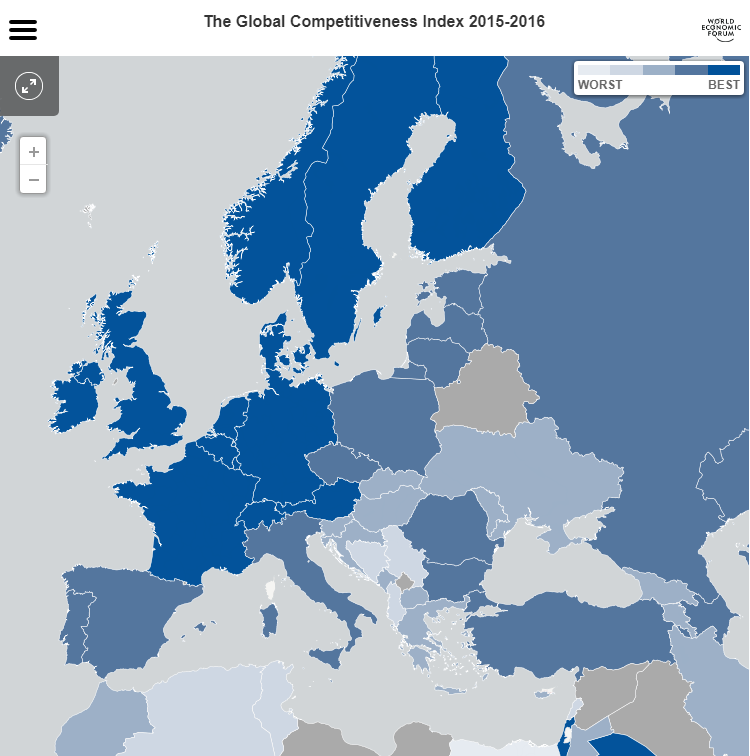 The Global Competitiveness Index 2015-2016
WORLD
ECONOMIC
FORUM
WORST BEST
+
−